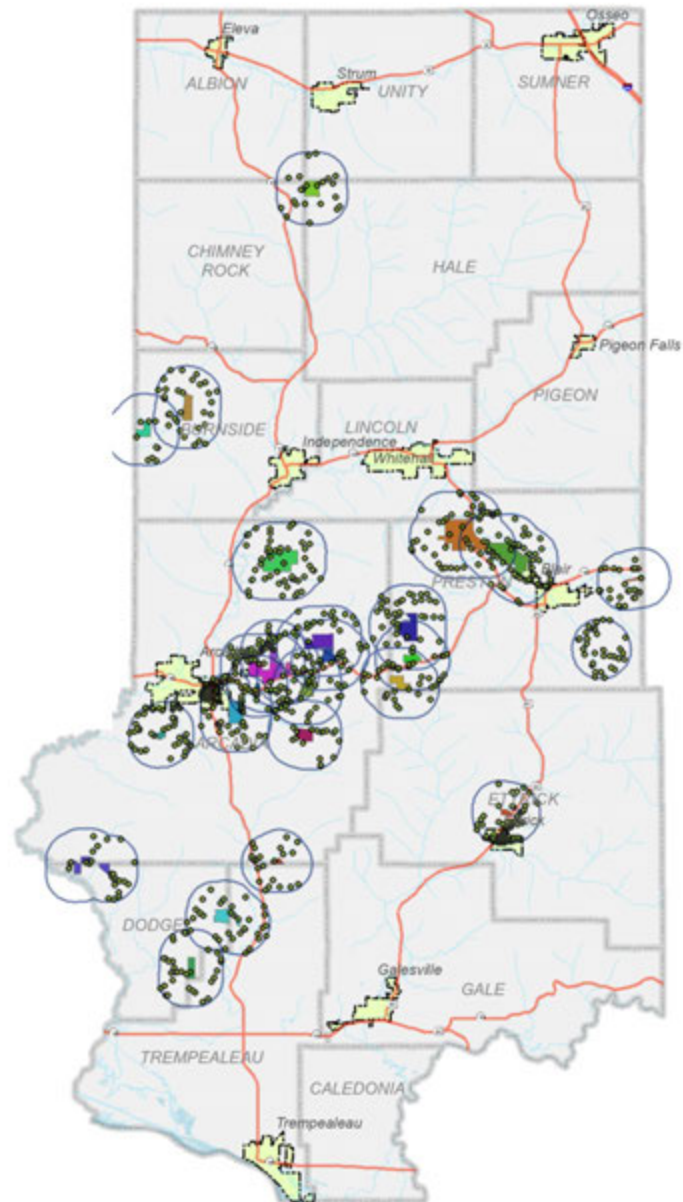 Osseo
Eleva
Strum
ALBION
UNITY
SUMNER
CHIMNEY
ROCK
HALE
Pigeon Falls
PIGEON
LINCOLN
BURNSIDE
Independence
Whitehall
Blair
PRESTON
ETTRICK
DODGE
Galesville
GALE
TREMPEALEAU
CALEDONIA
Trempealeau